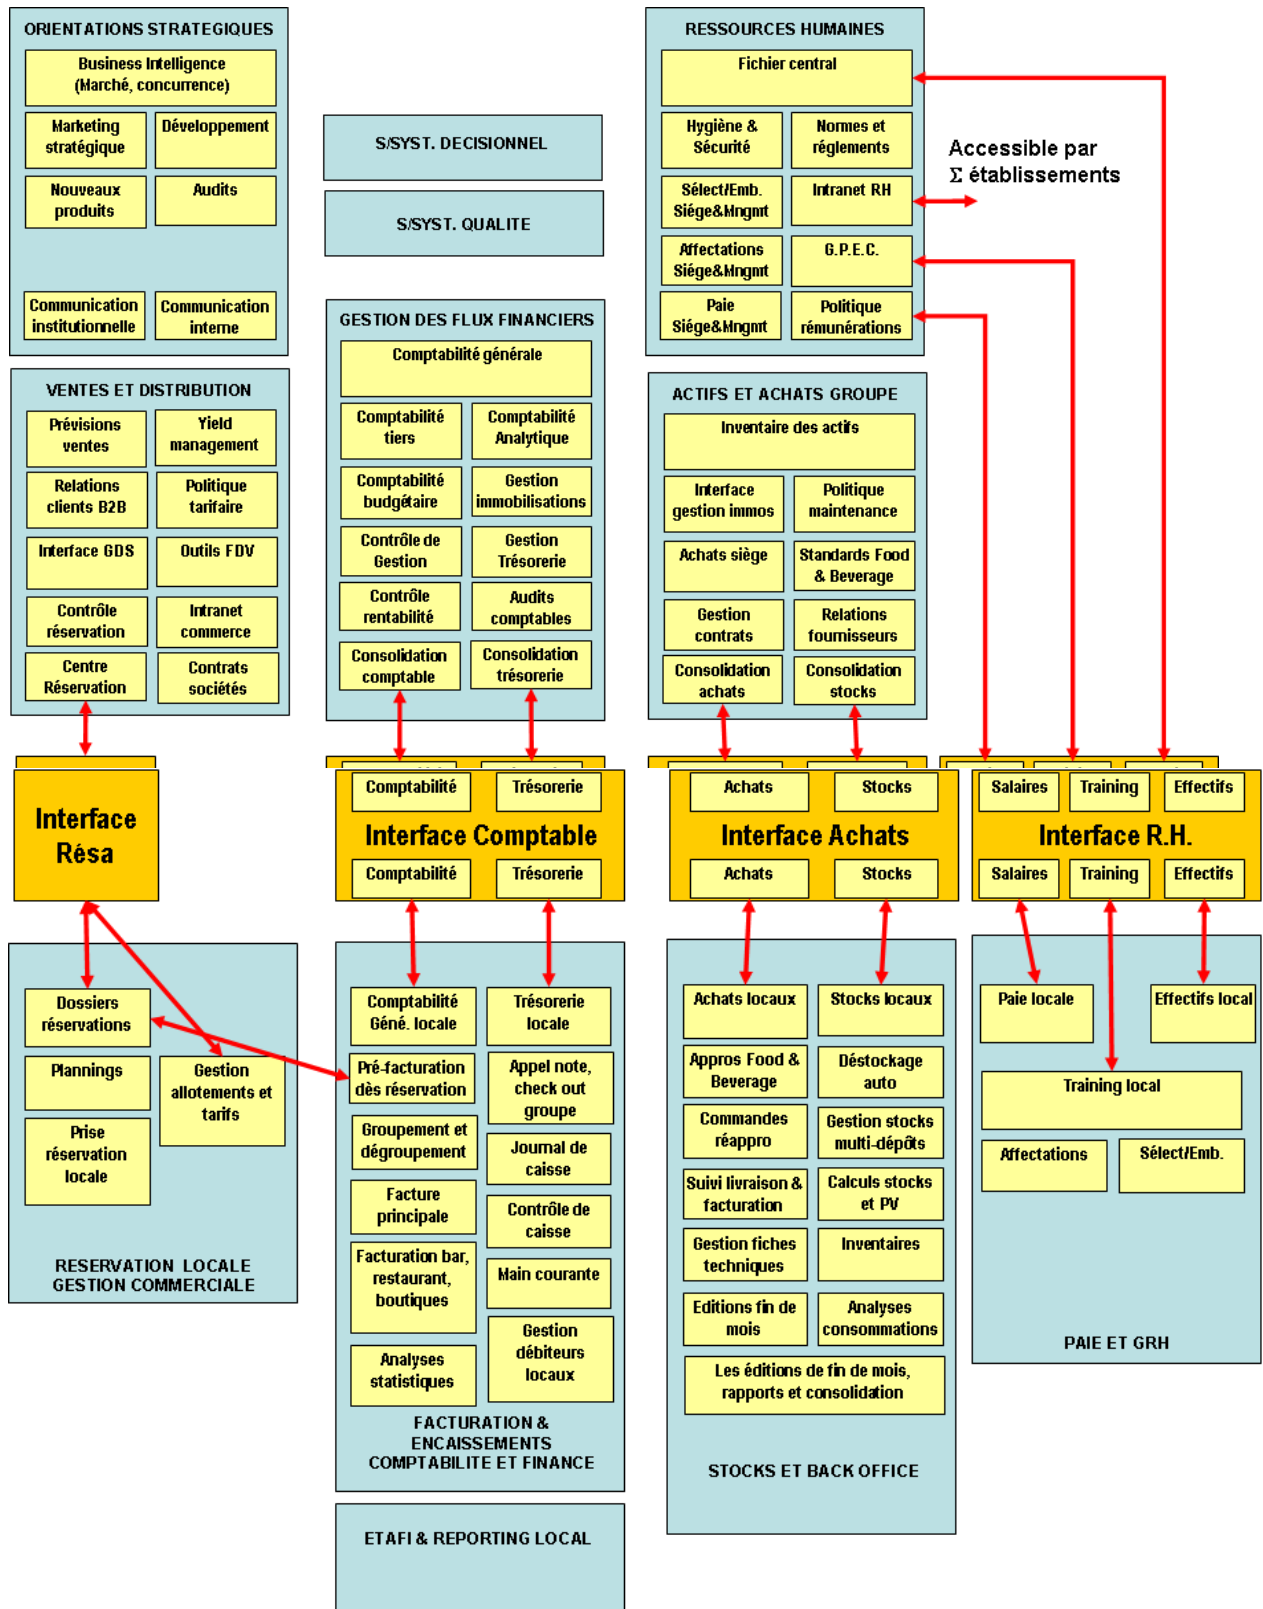 ORIENTATIONS STRATEGIQUES
Business Intelligence
(Marché, concurrence)
Marketing
stratégique
Développement
Nouveaux
produits
Audits
Communication
institutionnelle
Communication
interne
S/SYST. DECISIONNEL
S/SYST. QUALITE
RESSOURCES HUMAINES
Fichier central
Hygiène &
Sécurité
Normes et
réglements
Sélect/Emb.
Siége&Mngmt
Intranet RH
Affectations
Siége&Mngmt
G.P.E.C.
Paie
Siége&Mngmt
Politique
rémunérations
Accessible par
Σ établissements
VENTES ET DISTRIBUTION
Prévisions
ventes
Yield
management
Relations
clients B2B
Politique
tarifaire
Interface GDS
Outils FDV
Contrôle
réservation
Intranet
commerce
Centre
Réservation
Contrats
sociétés
GESTION DES FLUX FINANCIERS
Comptabilité générale
Comptabilité
tiers
Comptabilité
Analytique
Comptabilité
budgétaire
Gestion
immobilisations
Contrôle de
Gestion
Gestion
Trésorerie
Contrôle
rentabilité
Audits
comptables
Consolidation
comptable
Consolidation
trésorerie
ACTIFS ET ACHATS GROUPE
Inventaire des actifs
Interface
gestion immos
Politique
maintenance
Achats siège
Standards Food
& Beverage
Gestion
contrats
Relations
fournisseurs
Consolidation
achats
Consolidation
stocks
Interface
Résa
Comptabilité
Trésorerie
Interface Comptable
Comptabilité
Trésorerie
Achats
Stocks
Interface Achats
Achats
Stocks
Salaires
Training
Effectifs
Interface R.H.
Salaires
Training
Effectifs
Dossiers
réservations
Plannings
Gestion
allotements et
tarifs
Prise
réservation
locale
RESERVATION LOCALE
GESTION COMMERCIALE
Comptabilité
Géné. locale
Trésorerie
locale
Pré-facturation
dès réservation
Appel note,
check out
groupe
Groupement et
dégroupement
Journal de
caisse
Facture
principale
Contrôle de
caisse
Facturation bar,
restaurant,
boutiques
Main courante
Analyses
statistiques
Gestion
débiteurs
locaux
FACTURATION &
ENCAISSEMENTS
COMPTABILITE ET FINANCE
ETAFI & REPORTING LOCAL
Achats locaux
Stocks locaux
Appros Food &
Beverage
Déstockage
auto
Commandes
réappro
Gestion stocks
multi-dépôts
Suivi livraison &
facturation
Calculs stocks
et PV
Gestion fiches
techniques
Inventaires
Editions fin de
mois
Analyses
consommations
Les éditions de fin de mois,
rapports et consolidation
STOCKS ET BACK OFFICE
Paie locale
Effectifs local
Training local
Affectations
Sélect/Emb.
PAIE ET GRH